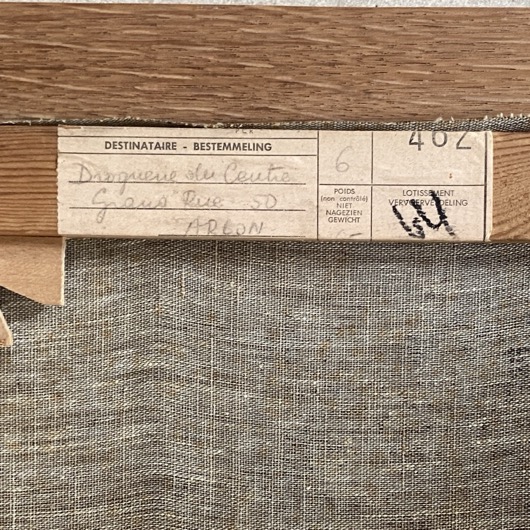 DESTINATAIRE - BESTEMMELING
Droguerie du Centre
Grand Rue 50
ARLON
6
POIDS
(non contrôlé)
NIET
NAGEZIEN
GEWICHT
462
LOTISSEMENT